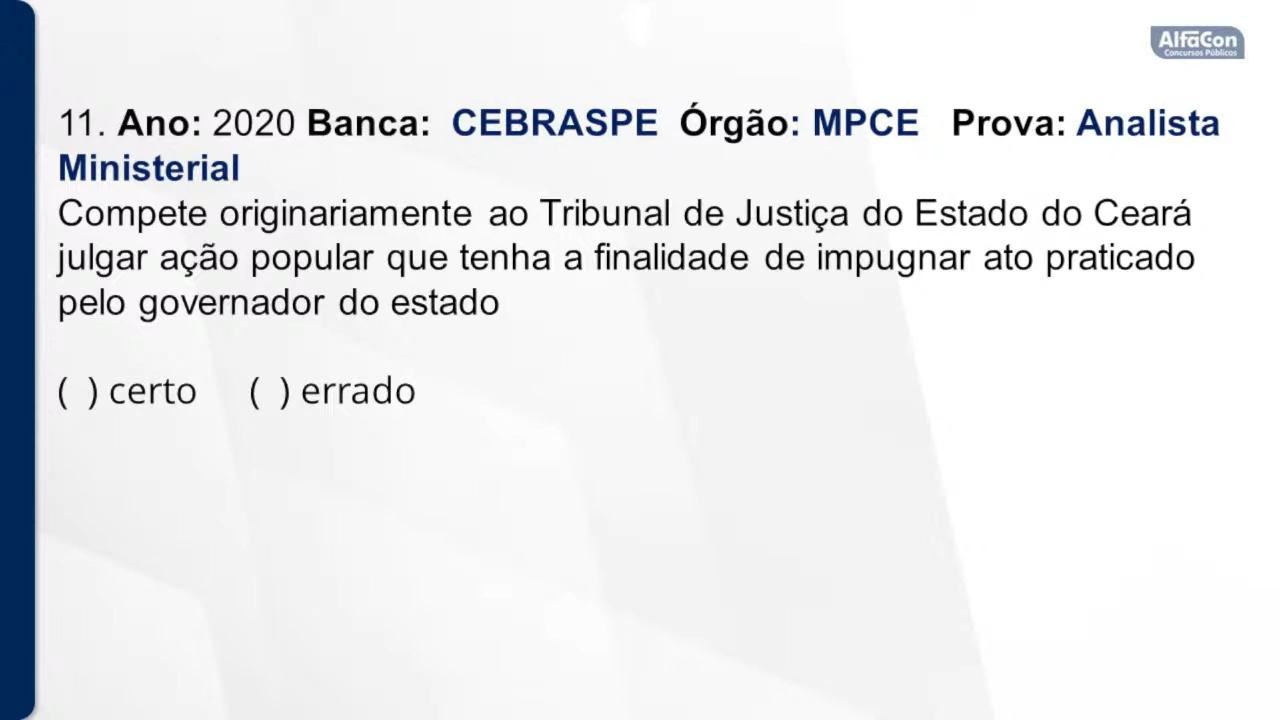 AlfaCon
Concursos Públicos
11. Ano: 2020 Banca: CEBRASPE Órgão: MPCE Prova: Analista
Ministerial
Compete originariamente ao Tribunal de Justiça do Estado do Ceará
julgar ação popular que tenha a finalidade de impugnar ato praticado
pelo governador do estado
( ) certo ( ) errado